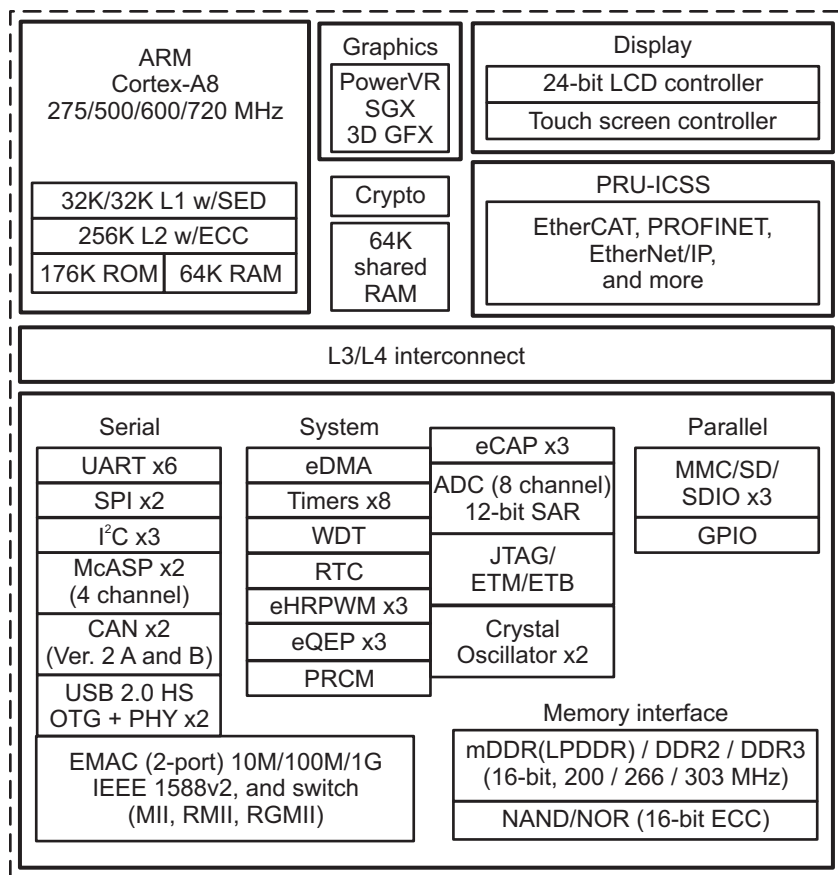 ARM
Cortex-A8
275/500/600/720 MHz
32K/32K L1 w/SED
256K L2 w/ECC
176K ROM
64K RAM
Graphics
PowerVR
SGX
3D GFX
Crypto
64K
shared
RAM
Display
24-bit LCD controller
Touch screen controller
PRU-ICSS
EtherCAT, PROFINET,
EtherNet/IP,
and more
L3/L4 interconnect
Serial
UART x6
SPI x2
I²C x3
McASP x2
(4 channel)
CAN x2
(Ver. 2 A and B)
USB 2.0 HS
OTG + PHY x2
EMAC (2-port) 10M/100M/1G
IEEE 1588v2, and switch
(MII, RMII, RGMII)
System
eDMA
Timers x8
WDT
RTC
eHRPWM x3
eQEP x3
PRCM
eCAP x3
ADC (8 channel)
12-bit SAR
JTAG/
ETM/ETB
Crystal
Oscillator x2
Parallel
MMC/SD/
SDIO x3
GPIO
Memory interface
mDDR(LPDDR) / DDR2 / DDR3
(16-bit, 200 / 266 / 303 MHz)
NAND/NOR (16-bit ECC)